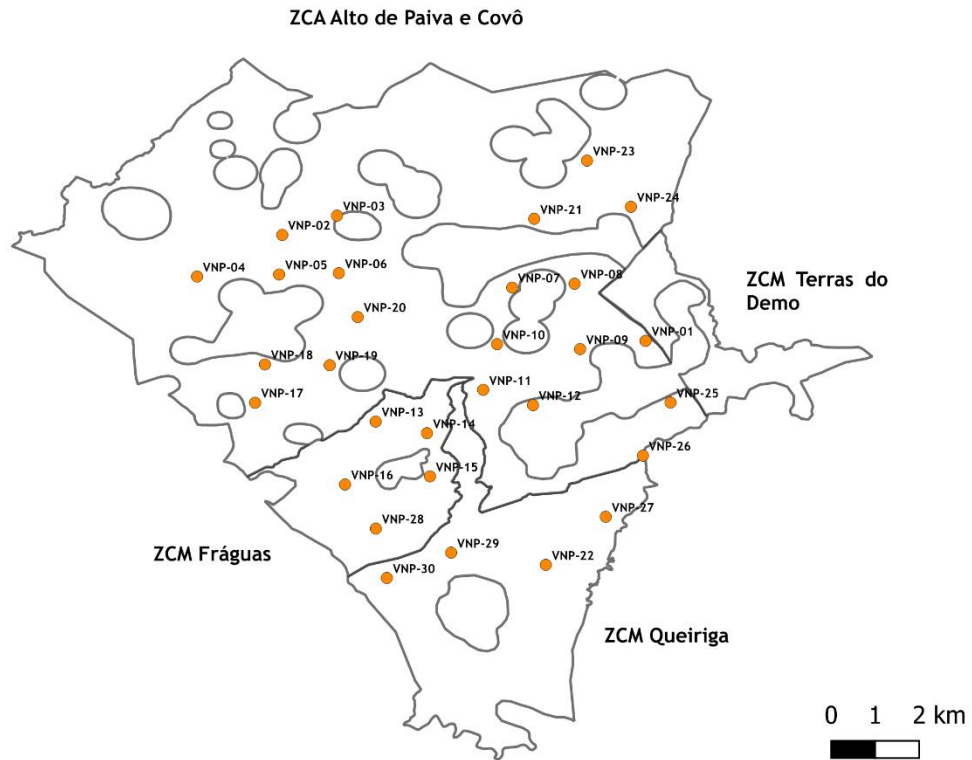 ZCA Alto de Paiva e Covô
VNP-23
VNP-24
VNP-03
VNP-21
VNP-02
VNP-04
VNP-05
VNP-06
VNP-07
VNP-08
ZCM Terras do
Demo
VNP-20
VNP-10
VNP-09
VNP-01
VNP-18
VNP-19
VNP-11
VNP-17
VNP-12
VNP-25
VNP-13
VNP-14
VNP-26
VNP-15
VNP-16
VNP-27
VNP-28
ZCM Fráguas
VNP-29
VNP-22
VNP-30
ZCM Queiriga
0 1 2 km